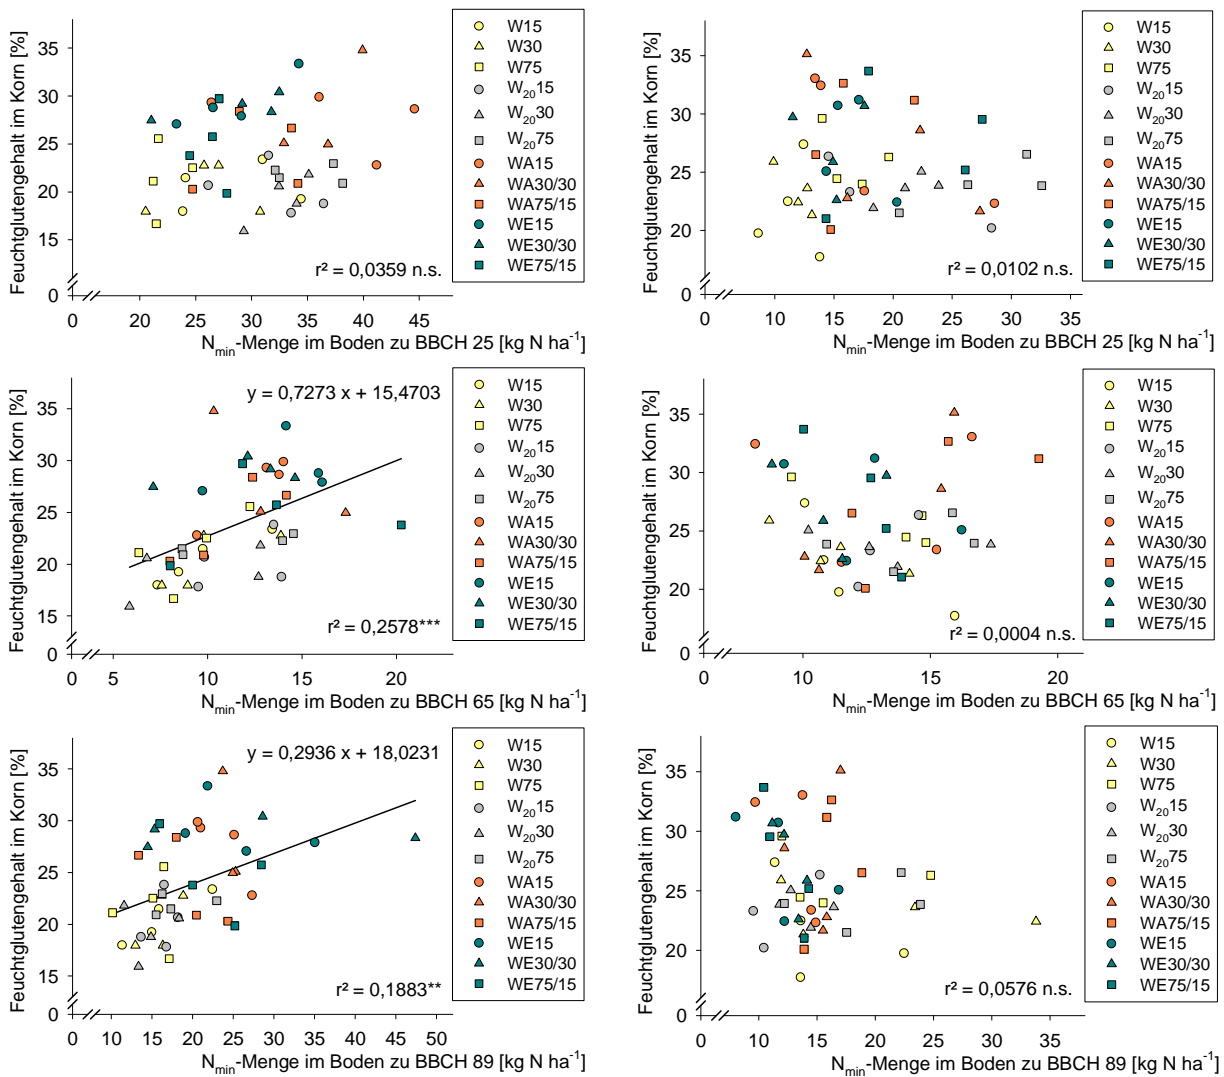 Feuchtglutengehalt im Korn [%]
35
30
25
20
15
0
r² = 0,0359 n.s.
0 20 25 30 35 40 45
N_min-Menge im Boden zu BBCH 25 [kg N ha⁻¹]
W15
W30
W75
W₂₀15
W₂₀30
W₂₀75
WA15
WA30/30
WA75/15
WE15
WE30/30
WE75/15
Feuchtglutengehalt im Korn [%]
35
30
25
20
0
r² = 0,0102 n.s.
0 10 15 20 25 30 35
N_min-Menge im Boden zu BBCH 25 [kg N ha⁻¹]
W15
W30
W75
W₂₀15
W₂₀30
W₂₀75
WA15
WA30/30
WA75/15
WE15
WE30/30
WE75/15
Feuchtglutengehalt im Korn [%]
y = 0,7273 x + 15,4703
35
30
25
20
15
0
r² = 0,2578***
0 5 10 15 20
N_min-Menge im Boden zu BBCH 65 [kg N ha⁻¹]
W15
W30
W75
W₂₀15
W₂₀30
W₂₀75
WA15
WA30/30
WA75/15
WE15
WE30/30
WE75/15
Feuchtglutengehalt im Korn [%]
35
30
25
20
0
r² = 0,0004 n.s.
0 10 15 20
N_min-Menge im Boden zu BBCH 65 [kg N ha⁻¹]
W15
W30
W75
W₂₀15
W₂₀30
W₂₀75
WA15
WA30/30
WA75/15
WE15
WE30/30
WE75/15
Feuchtglutengehalt im Korn [%]
y = 0,2936 x + 18,0231
35
30
25
20
15
0
r² = 0,1883**
0 10 15 20 25 30 35 40 45 50
N_min-Menge im Boden zu BBCH 89 [kg N ha⁻¹]
W15
W30
W75
W₂₀15
W₂₀30
W₂₀75
WA15
WA30/30
WA75/15
WE15
WE30/30
WE75/15
Feuchtglutengehalt im Korn [%]
35
30
25
20
0
r² = 0,0576 n.s.
0 10 15 20 25 30 35
N_min-Menge im Boden zu BBCH 89 [kg N ha⁻¹]
W15
W30
W75
W₂₀15
W₂₀30
W₂₀75
WA15
WA30/30
WA75/15
WE15
WE30/30
WE75/15